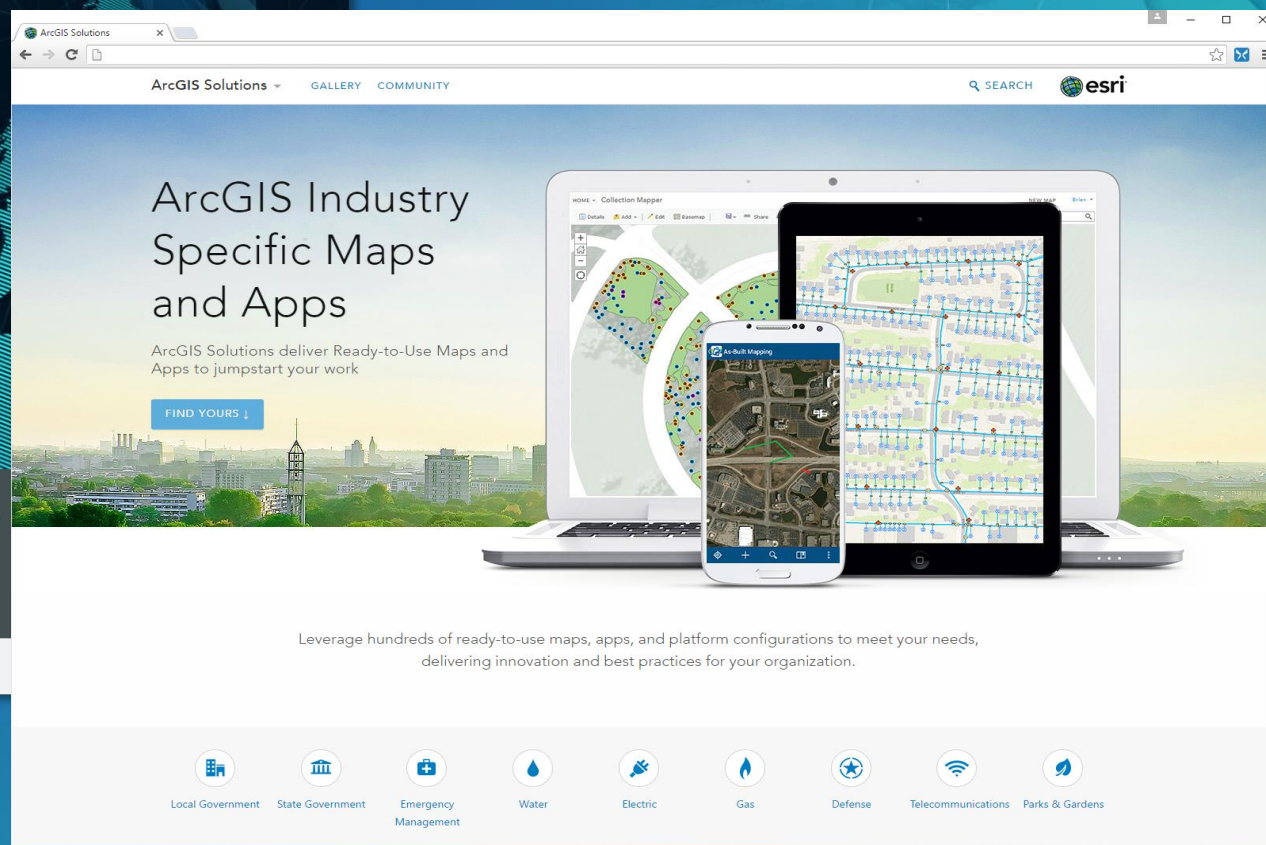 ArcGIS Solutions
ArcGIS Solutions
GALLERY
COMMUNITY
SEARCH
esri
ArcGIS Industry
Specific Maps
and Apps
ArcGIS Solutions deliver Ready-to-Use Maps and
Apps to jumpstart your work
FIND YOURS ↓
HOME
Collection Mapper
NEW MAP
Brian
Details
Add
Edit
Basemap
Share
As-Built Mapping
Leverage hundreds of ready-to-use maps, apps, and platform configurations to meet your needs,
delivering innovation and best practices for your organization.
Local Government
State Government
Emergency
Management
Water
Electric
Gas
Defense
Telecommunications
Parks & Gardens